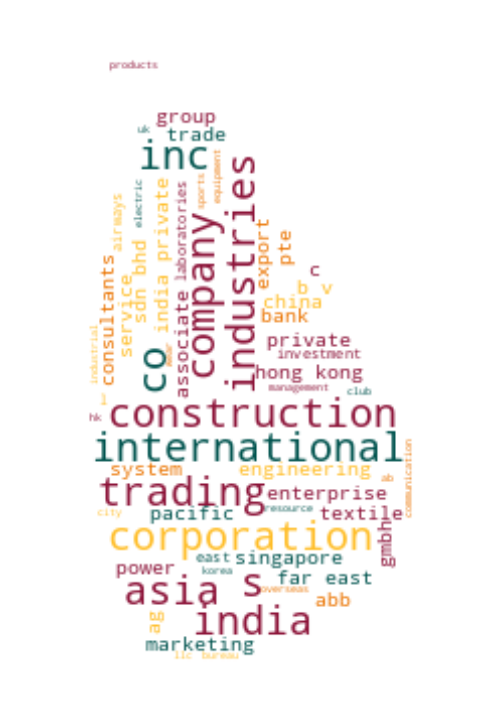 products
group
uk
trade
inc
industries
equipment
sports
electric
india private
laboratories
airways
company
export
pte
sdn bhd
service
consultants
c
b v
china
bank
associate
industrial
co
private
investment
hong kong
management
club
hk
construction
international
system
engineering
ab
communication
trading
enterprise
resource
city
pacific
textile
corporation
gmbh
east
singapore
korea
power
far east
asia
s
overseas
abb
ag
india
marketing
llc
bureau